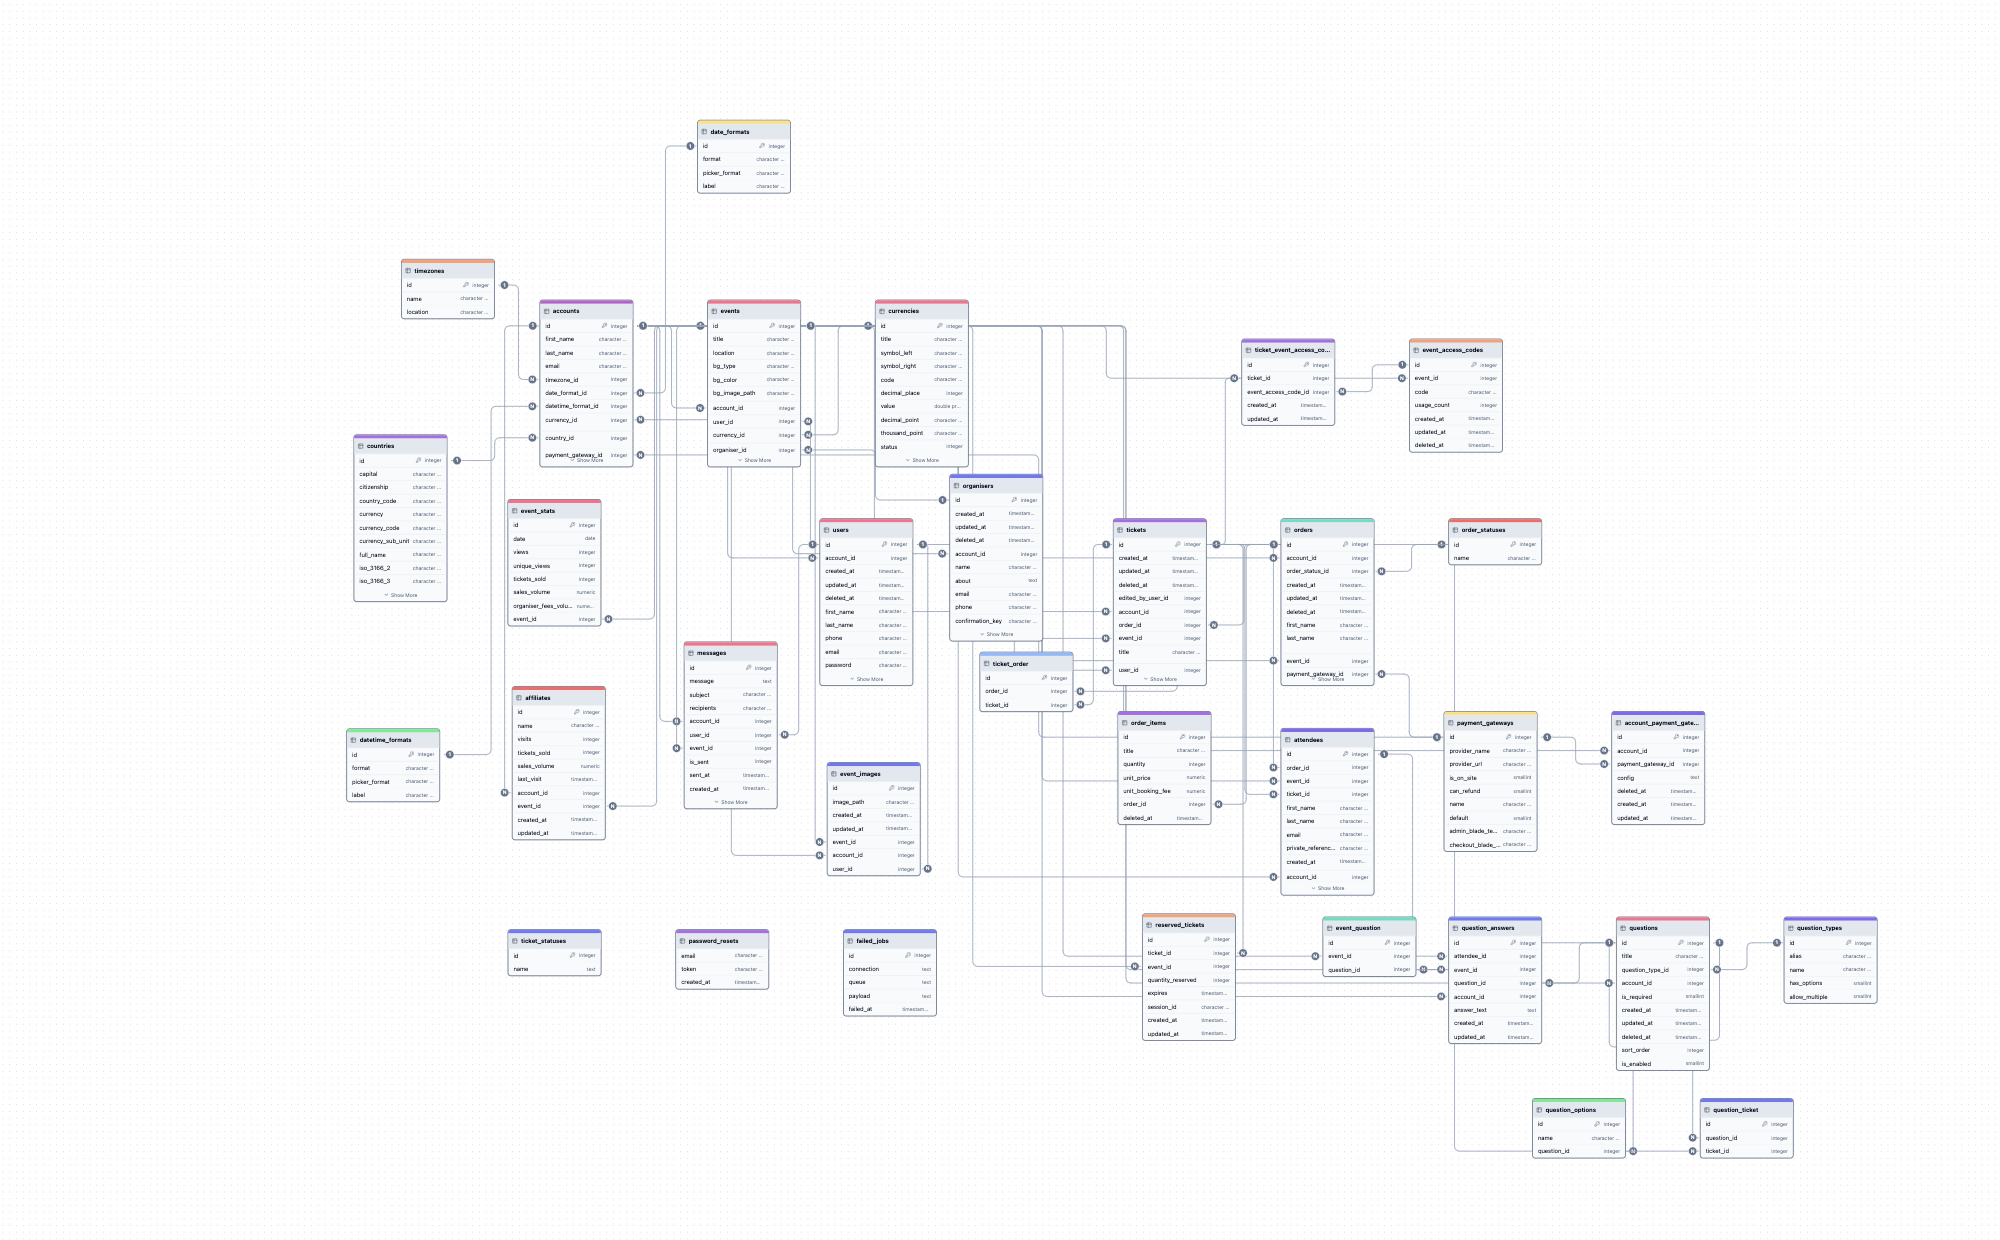 date_formats
id integer
format character ...
picker_format character ...
label character ...
timezones
id integer
name character ...
location character ...
accounts
id integer
first_name character ...
last_name character ...
email character ...
timezone_id integer
date_format_id integer
datetime_format_id integer
currency_id integer
country_id integer
payment_gateway_id integer
Show More
events
id integer
title character ...
location character ...
bg_type character ...
bg_color character ...
bg_image_path character ...
account_id integer
user_id integer
currency_id integer
organiser_id integer
Show More
currencies
id integer
title character ...
symbol_left character ...
symbol_right character ...
code character ...
decimal_place integer
value double pr...
decimal_point character ...
thousand_point character ...
status integer
Show More
ticket_event_access_co...
id integer
ticket_id integer
event_access_code_id integer
created_at timestam...
updated_at timestam...
event_access_codes
id integer
event_id integer
code character ...
usage_count integer
created_at timestam...
updated_at timestam...
deleted_at timestam...
countries
id integer
capital character ...
citizenship character ...
country_code character ...
currency character ...
currency_code character ...
currency_sub_unit character ...
full_name character ...
iso_3166_2 character ...
iso_3166_3 character ...
Show More
event_stats
id integer
date date
views integer
unique_views integer
tickets_sold integer
sales_volume numeric
organiser_fees_volu... nume...
event_id integer
organisers
id integer
created_at timestam...
updated_at timestam...
deleted_at timestam...
account_id integer
name character ...
about text
email character ...
phone character ...
confirmation_key character ...
Show More
users
id integer
account_id integer
created_at timestam...
updated_at timestam...
deleted_at timestam...
first_name character ...
last_name character ...
phone character ...
email character ...
password character ...
Show More
tickets
id integer
created_at timestam...
updated_at timestam...
deleted_at timestam...
edited_by_user_id integer
account_id integer
order_id integer
event_id integer
title character ...
user_id integer
Show More
orders
id integer
account_id integer
order_status_id integer
created_at timestam...
updated_at timestam...
deleted_at timestam...
first_name character ...
last_name character ...
event_id integer
payment_gateway_id integer
Show More
order_statuses
id integer
name character ...
messages
id integer
message text
subject character ...
recipients character ...
account_id integer
user_id integer
event_id integer
is_sent integer
sent_at timestam...
created_at timestam...
Show More
ticket_order
id integer
order_id integer
ticket_id integer
affiliates
id integer
name character ...
visits integer
tickets_sold integer
sales_volume numeric
last_visit timestam...
account_id integer
event_id integer
created_at timestam...
updated_at timestam...
datetime_formats
id integer
format character ...
picker_format character ...
label character ...
order_items
id integer
title character ...
quantity integer
unit_price numeric
unit_booking_fee numeric
order_id integer
deleted_at timestam...
attendees
id integer
order_id integer
event_id integer
ticket_id integer
first_name character ...
last_name character ...
email character ...
private_referenc... character ...
created_at timestam...
account_id integer
Show More
payment_gateways
id integer
provider_name character ...
provider_url character ...
is_on_site smallint
can_refund smallint
name character ...
default smallint
admin_blade_te... character ...
checkout_blade_... character ...
account_payment_gate...
id integer
account_id integer
payment_gateway_id integer
config text
deleted_at timestam...
created_at timestam...
updated_at timestam...
event_images
id integer
image_path character ...
created_at timestam...
updated_at timestam...
event_id integer
account_id integer
user_id integer
ticket_statuses
id integer
name text
password_resets
email character ...
token character ...
created_at timestam...
failed_jobs
id integer
connection text
queue text
payload text
failed_at timestam...
reserved_tickets
id integer
ticket_id integer
event_id integer
quantity_reserved integer
expires timestam...
session_id character ...
created_at timestam...
updated_at timestam...
event_question
id integer
event_id integer
question_id integer
question_answers
id integer
attendee_id integer
event_id integer
question_id integer
account_id integer
answer_text text
created_at timestam...
updated_at timestam...
questions
id integer
title character ...
question_type_id integer
account_id integer
is_required smallint
created_at timestam...
updated_at timestam...
deleted_at timestam...
sort_order integer
is_enabled smallint
question_types
id integer
alias character ...
name character ...
has_options smallint
allow_multiple smallint
question_options
id integer
name character ...
question_id integer
question_ticket
id integer
question_id integer
ticket_id integer